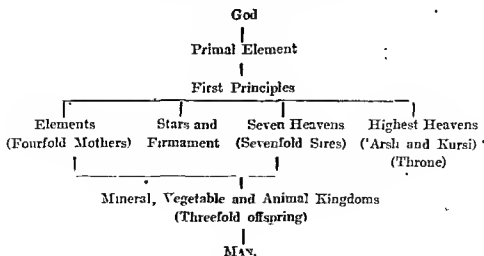 God
Primal Element
First Principles
Elements Stars and Seven Heavens Highest Heavens
(Fourfold Mothers) Firmament (Sevenfold Sires) ('Arsh and Kursi)
(Throne)
Mineral, Vegetable and Animal Kingdoms
(Threefold offspring)
MAN.